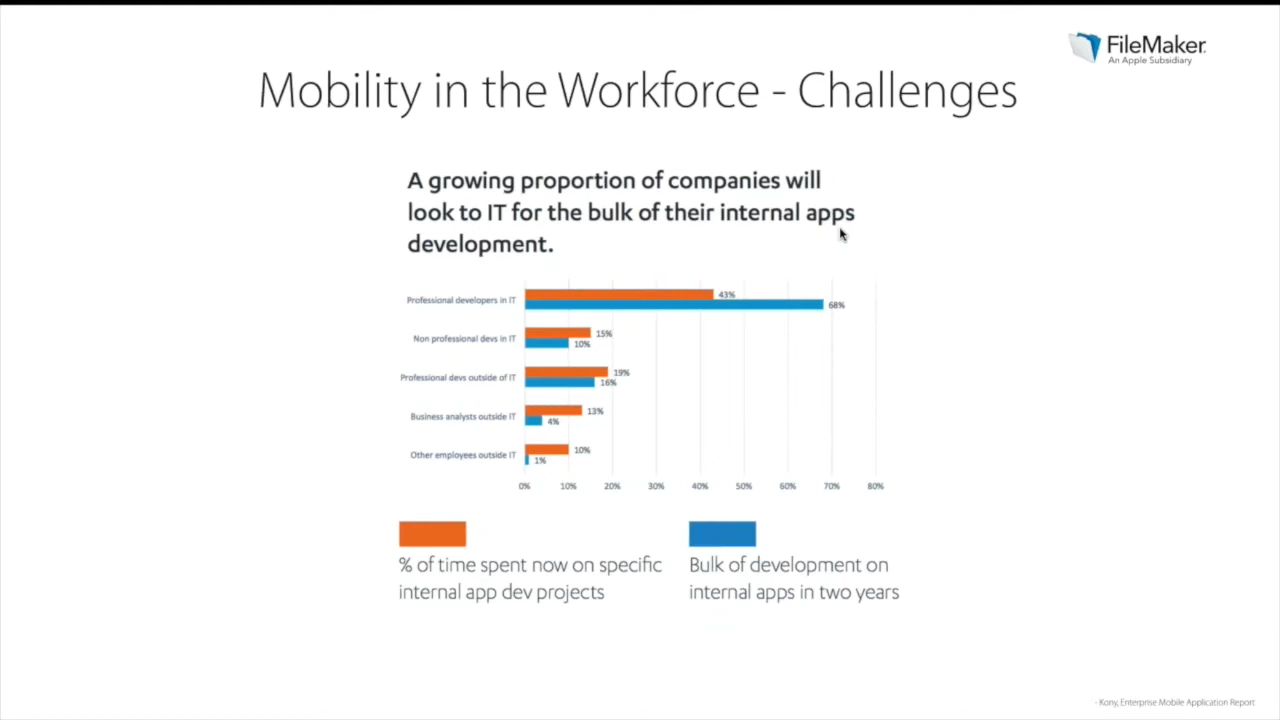 FileMaker
An Apple Subsidiary
Mobility in the Workforce - Challenges
A growing proportion of companies will
look to IT for the bulk of their internal apps
development.
Professional developers in IT
43%
68%
Non professional devs in IT
15%
10%
Professional devs outside of IT
19%
16%
Business analysts outside IT
13%
4%
Other employees outside IT
10%
1%
0% 10% 20% 30% 40% 50% 60% 70% 80%
% of time spent now on specific
internal app dev projects
Bulk of development on
internal apps in two years
- Kony, Enterprise Mobile Application Report